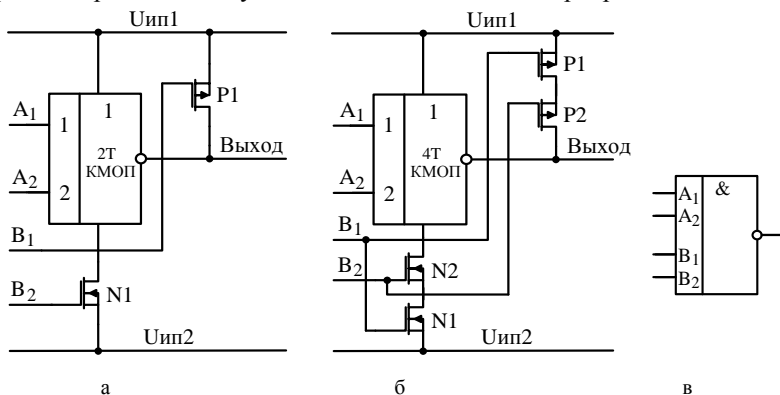 Uип1
P1
A1
1
1
2Т
КМОП
Выход
A2
2
B1
B2
N1
Uип2
а
Uип1
P1
P2
A1
1
1
4Т
КМОП
Выход
A2
2
B1
B2
N2
N1
Uип2
б
A1
A2
B1
B2
&
в